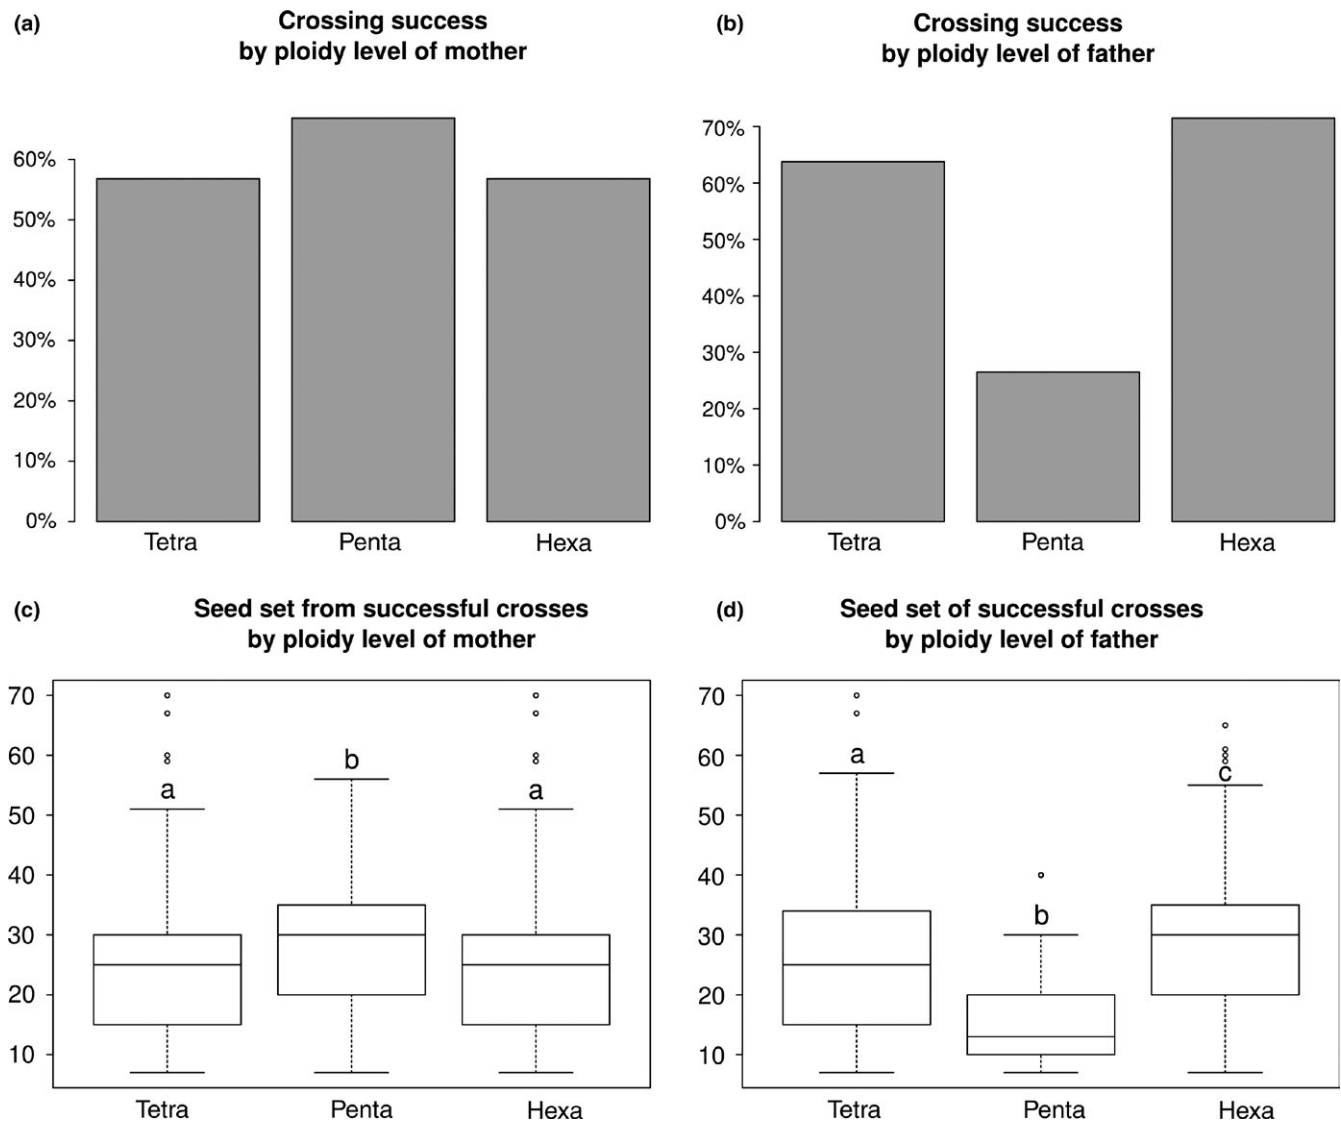 (a)
Crossing success
by ploidy level of mother
60%
50%
40%
30%
20%
10%
0%
Tetra Penta Hexa
(b)
Crossing success
by ploidy level of father
70%
60%
50%
40%
30%
20%
10%
0%
Tetra Penta Hexa
(c)
Seed set from successful crosses
by ploidy level of mother
70
60
50
40
30
20
10
a b a
Tetra Penta Hexa
(d)
Seed set of successful crosses
by ploidy level of father
70
60
50
40
30
20
10
a b c
Tetra Penta Hexa